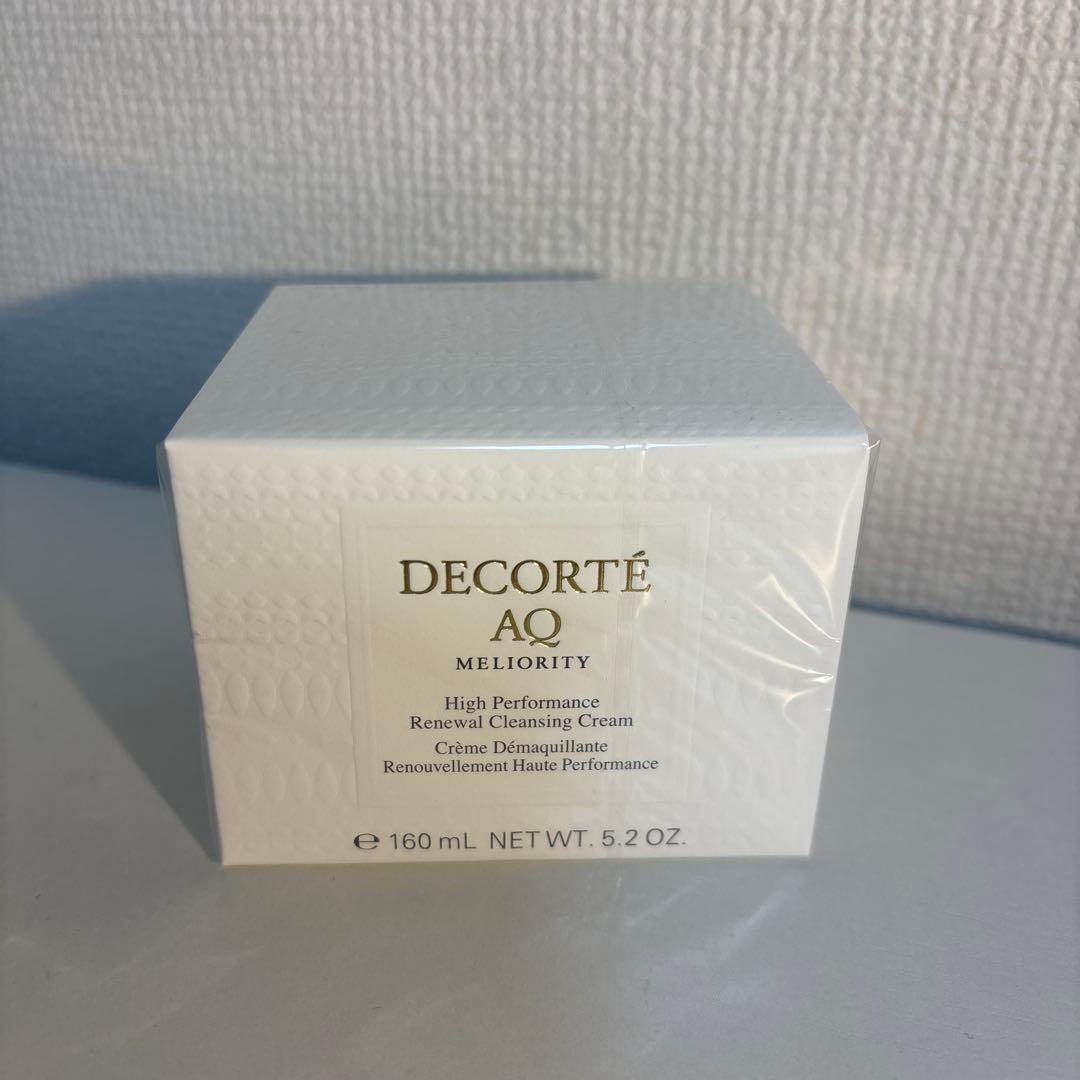 DECORTÉ
AQ
MELIORITY
High Performance
Renewal Cleansing Cream
Crème Démaquillante
Renouvellement Haute Performance
℮ 160 mL NET WT. 5.2 OZ.